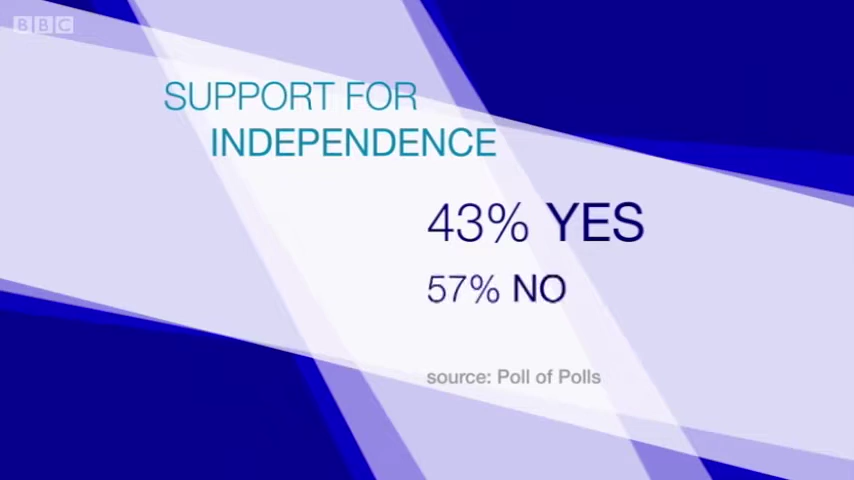 BBC
SUPPORT FOR
INDEPENDENCE
43% YES
57% NO
source: Poll of Polls